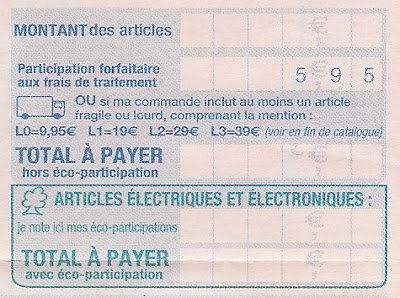 MONTANT des articles
Participation forfaitaire
aux frais de traitement
5 9 5
OU si ma commande inclut au moins un article
fragile ou lourd, comprenant la mention :
L0=9,95€ L1=19€ L2=29€ L3=39€ (voir en fin de catalogue)
TOTAL À PAYER
hors éco-participation
ARTICLES ÉLECTRIQUES ET ÉLECTRONIQUES :
je note ici mes éco-participations
TOTAL À PAYER
avec éco-participation